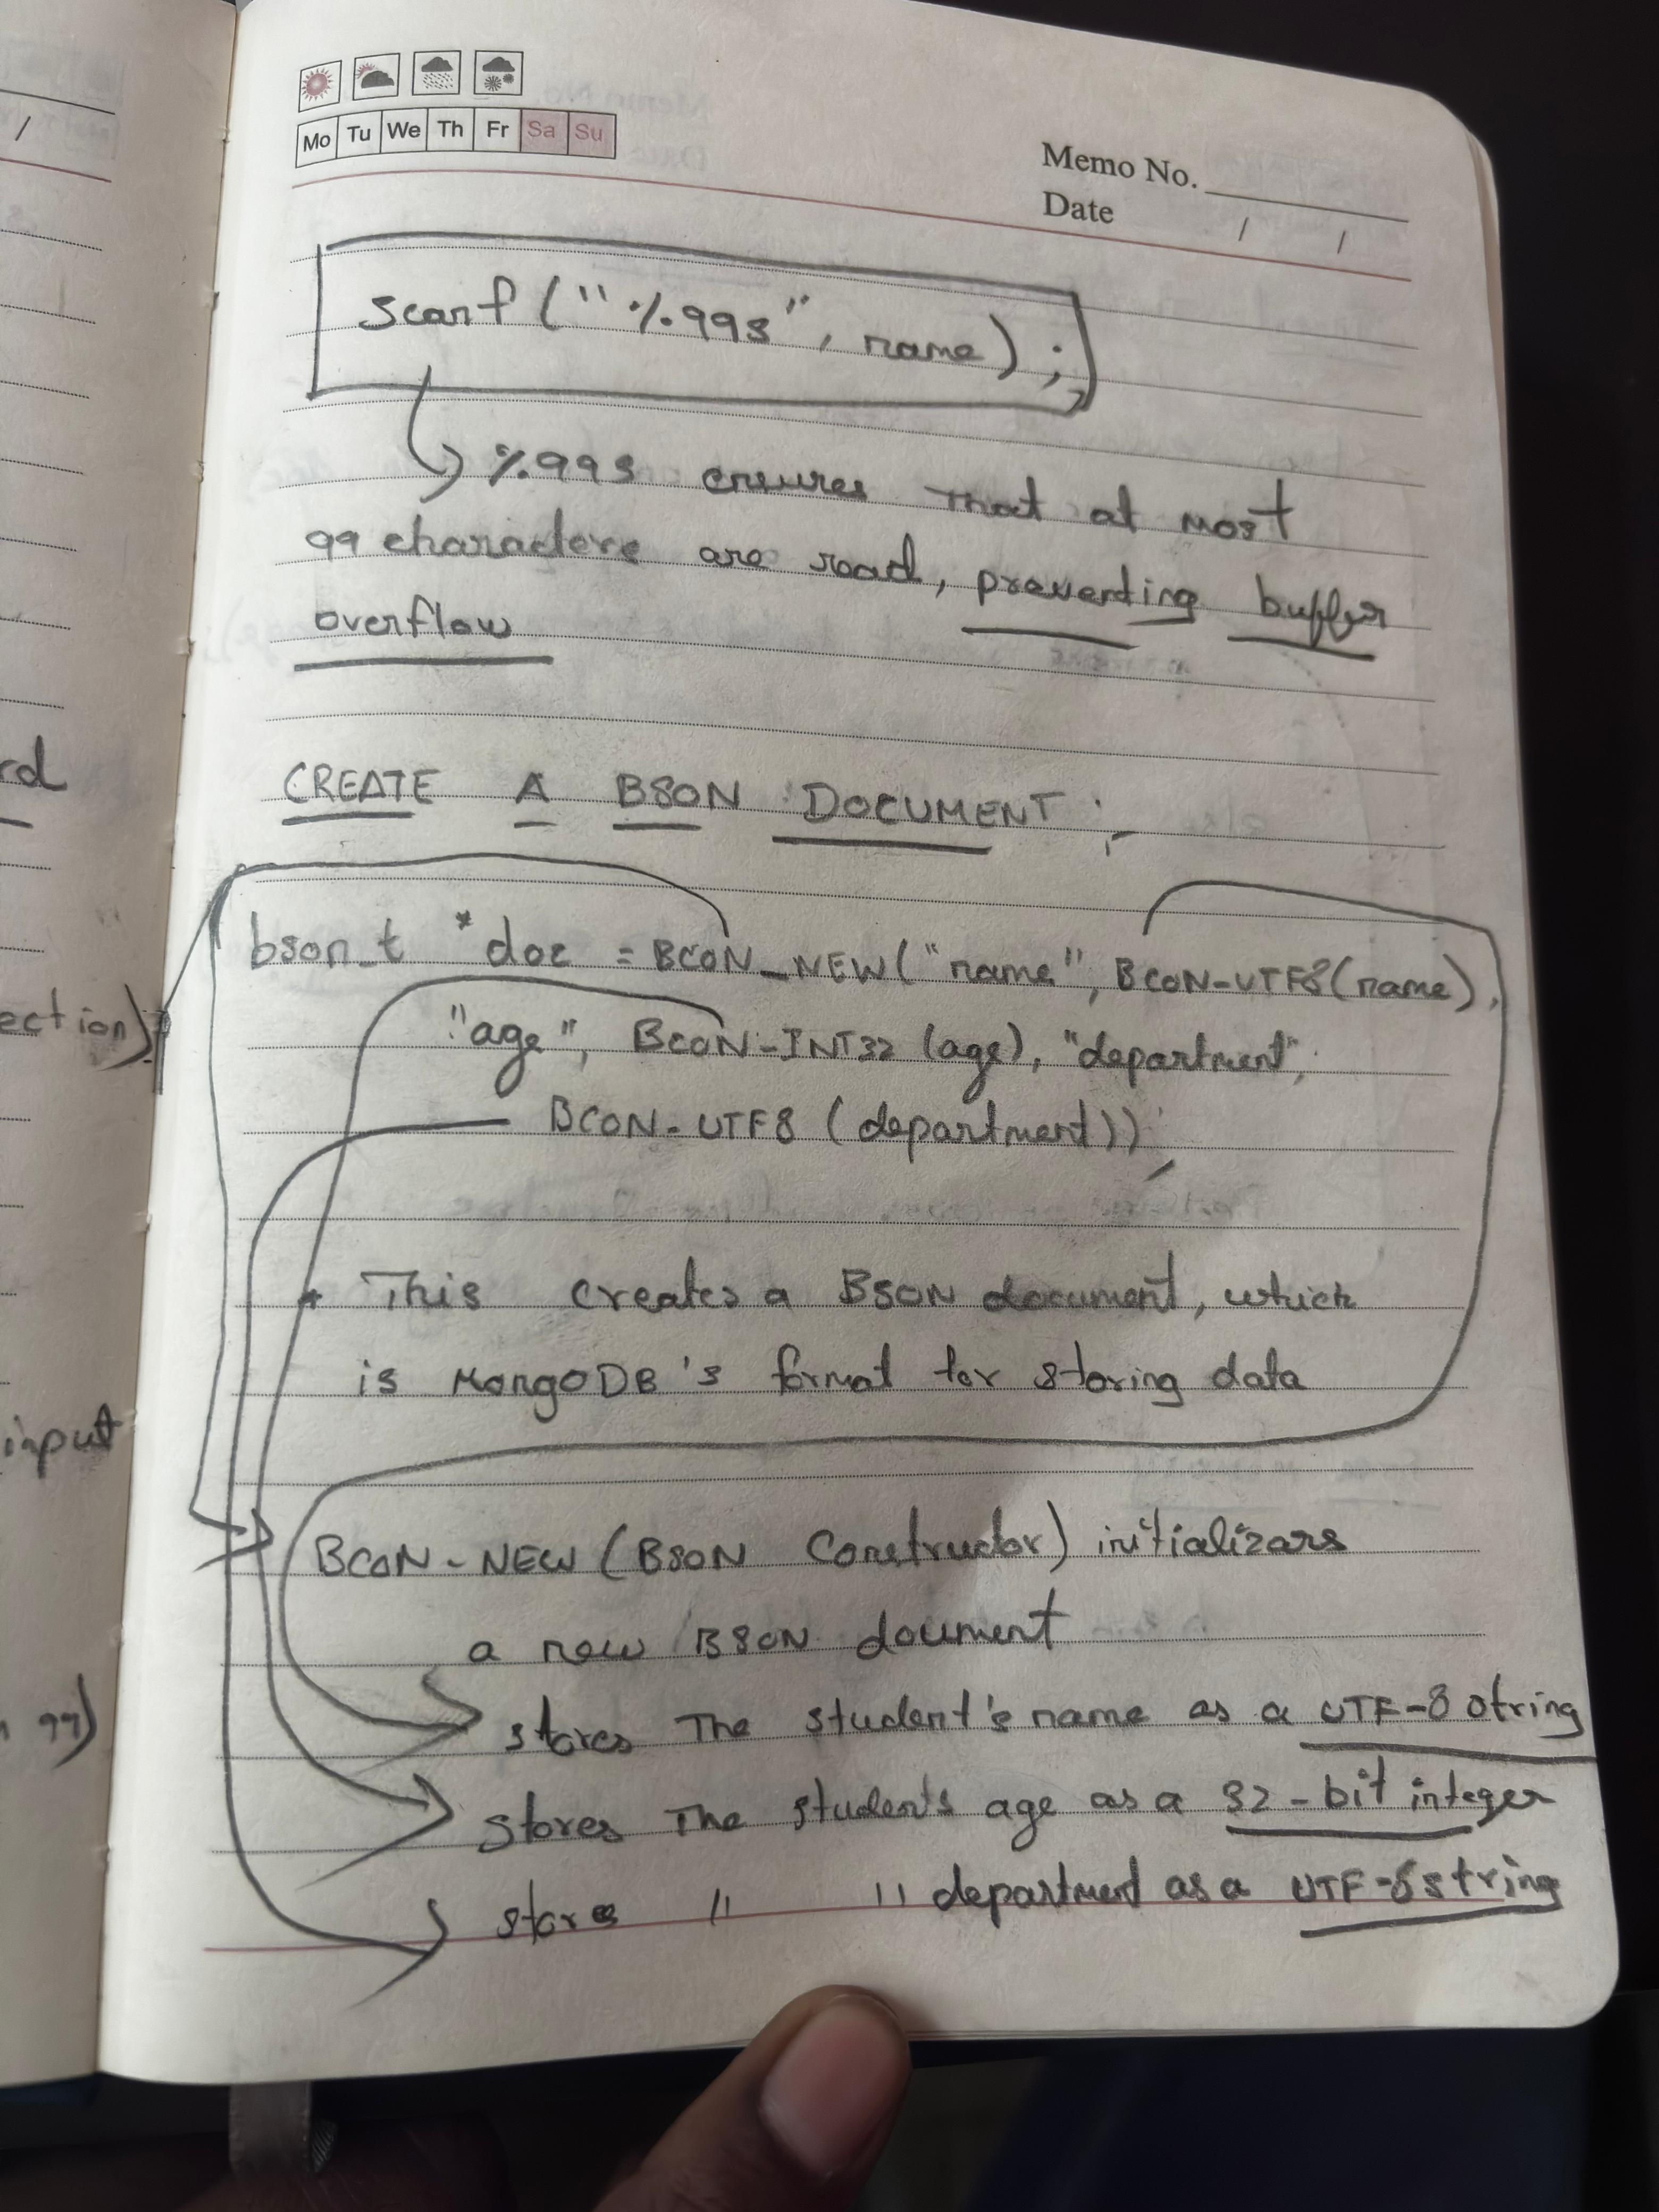 Mo Tu We Th Fr Sa Su
Memo No.
Date / /
scanf ("%99s", name);
%99s ensures that at most
99 characters are read, preventing buffer
overflow
CREATE A BSON DOCUMENT :-
bson_t *doc = BCON_NEW("name", BCON-UTF8(name),
"age", BCON-INT32 (age), "department",
BCON-UTF8 (department));
* This creates a BSON document, which
is MongoDB's format for storing data
BCON-NEW (BSON Constructor) initializers
a new BSON doument
stores The student's name as a UTF-8 string
stores The student's age as a 32-bit integer
stores " " department as a UTF-8 string
/
rd
ection)
input
99)